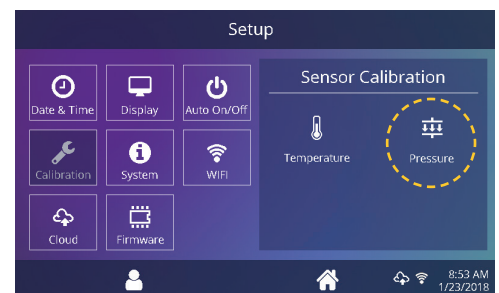 Setup
Date & Time
Display
Auto On/Off
Calibration
System
WIFI
Cloud
Firmware
Sensor Calibration
Temperature
Pressure
8:53 AM
1/23/2018